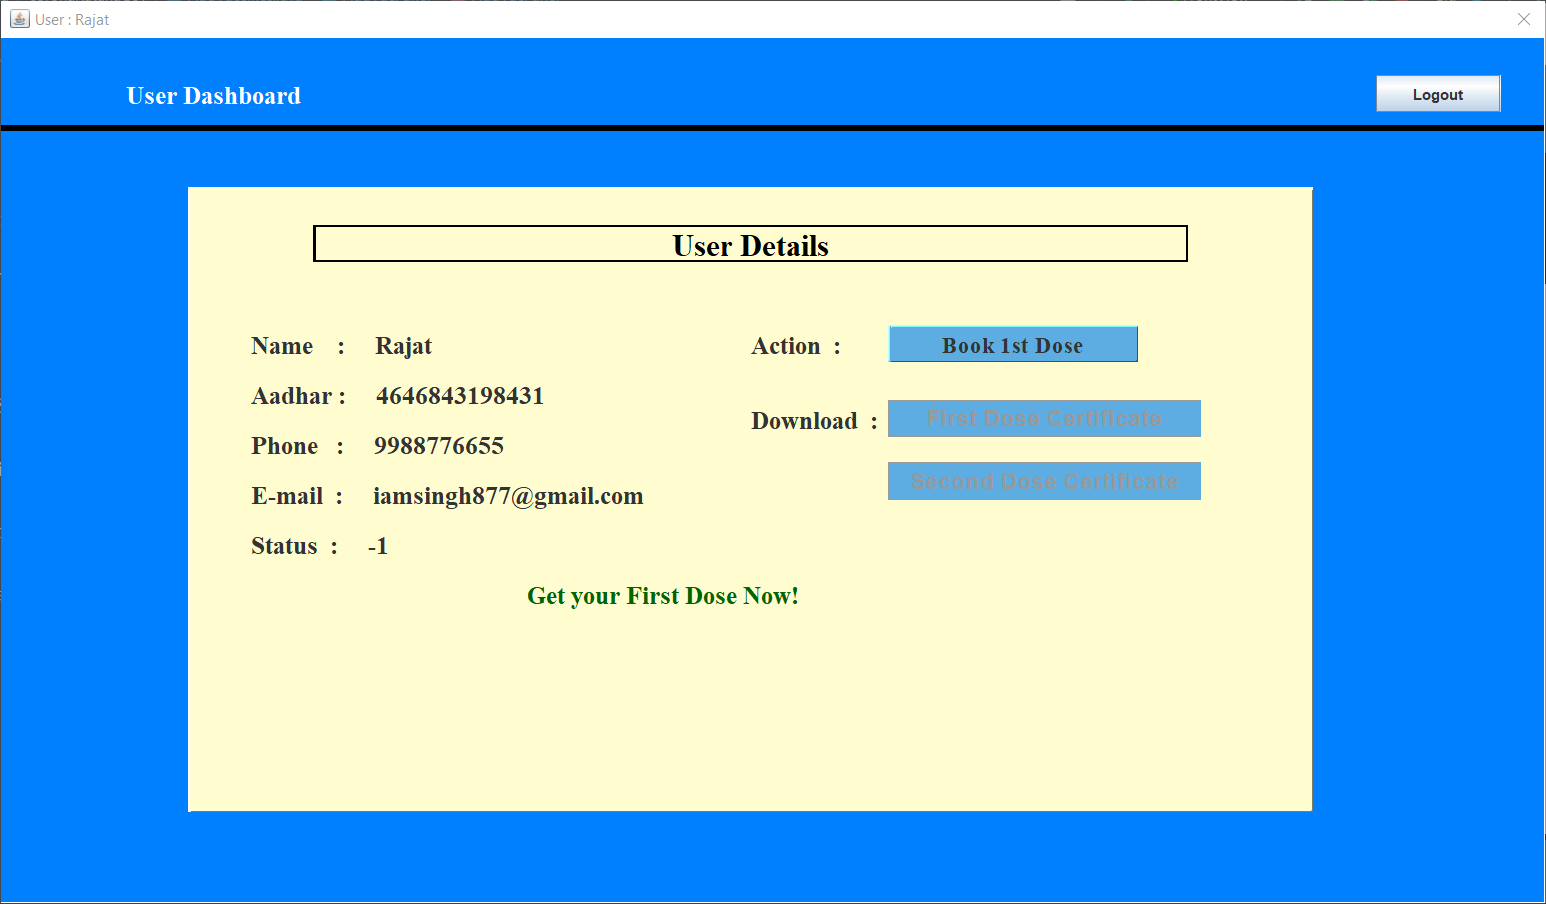 User : Rajat
User Dashboard
Logout
User Details
Name : Rajat
Aadhar : 4646843198431
Phone : 9988776655
E-mail : iamsingh877@gmail.com
Status : -1
Action : Book 1st Dose
Download : First Dose Certificate
Second Dose Certificate
Get your First Dose Now!